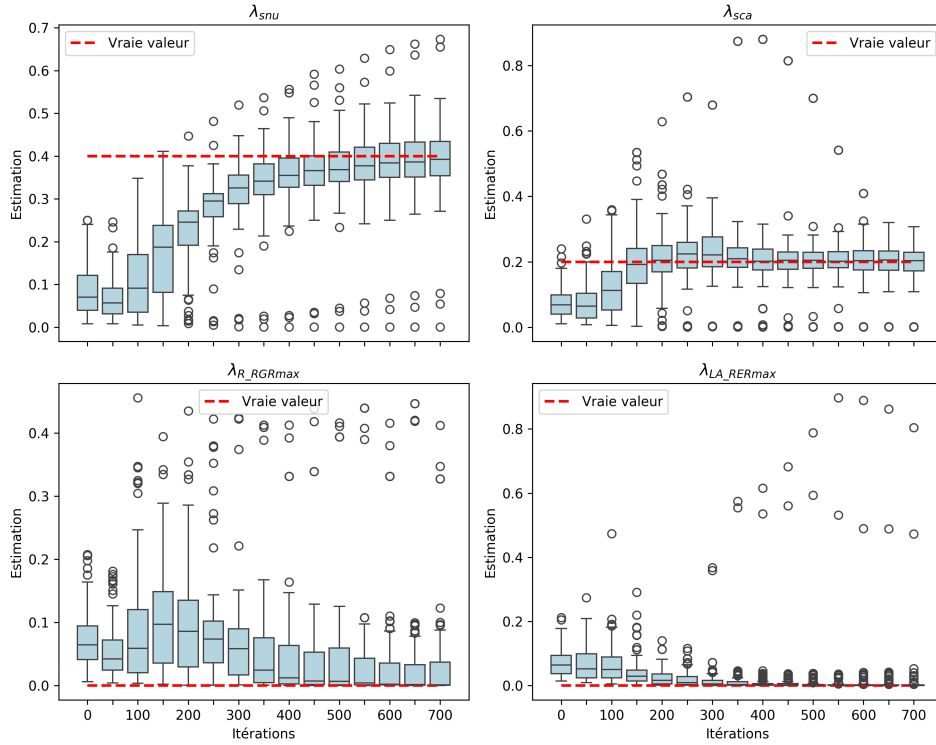 λsnu
Estimation
0.7
0.6
0.5
0.4
0.3
0.2
0.1
0.0
Vraie valeur
λsca
Estimation
0.8
0.6
0.4
0.2
0.0
Vraie valeur
λR_RGRmax
Estimation
0.4
0.3
0.2
0.1
0.0
Vraie valeur
0 100 200 300 400 500 600 700
Itérations
λLA_RERmax
Estimation
0.8
0.6
0.4
0.2
0.0
Vraie valeur
0 100 200 300 400 500 600 700
Itérations